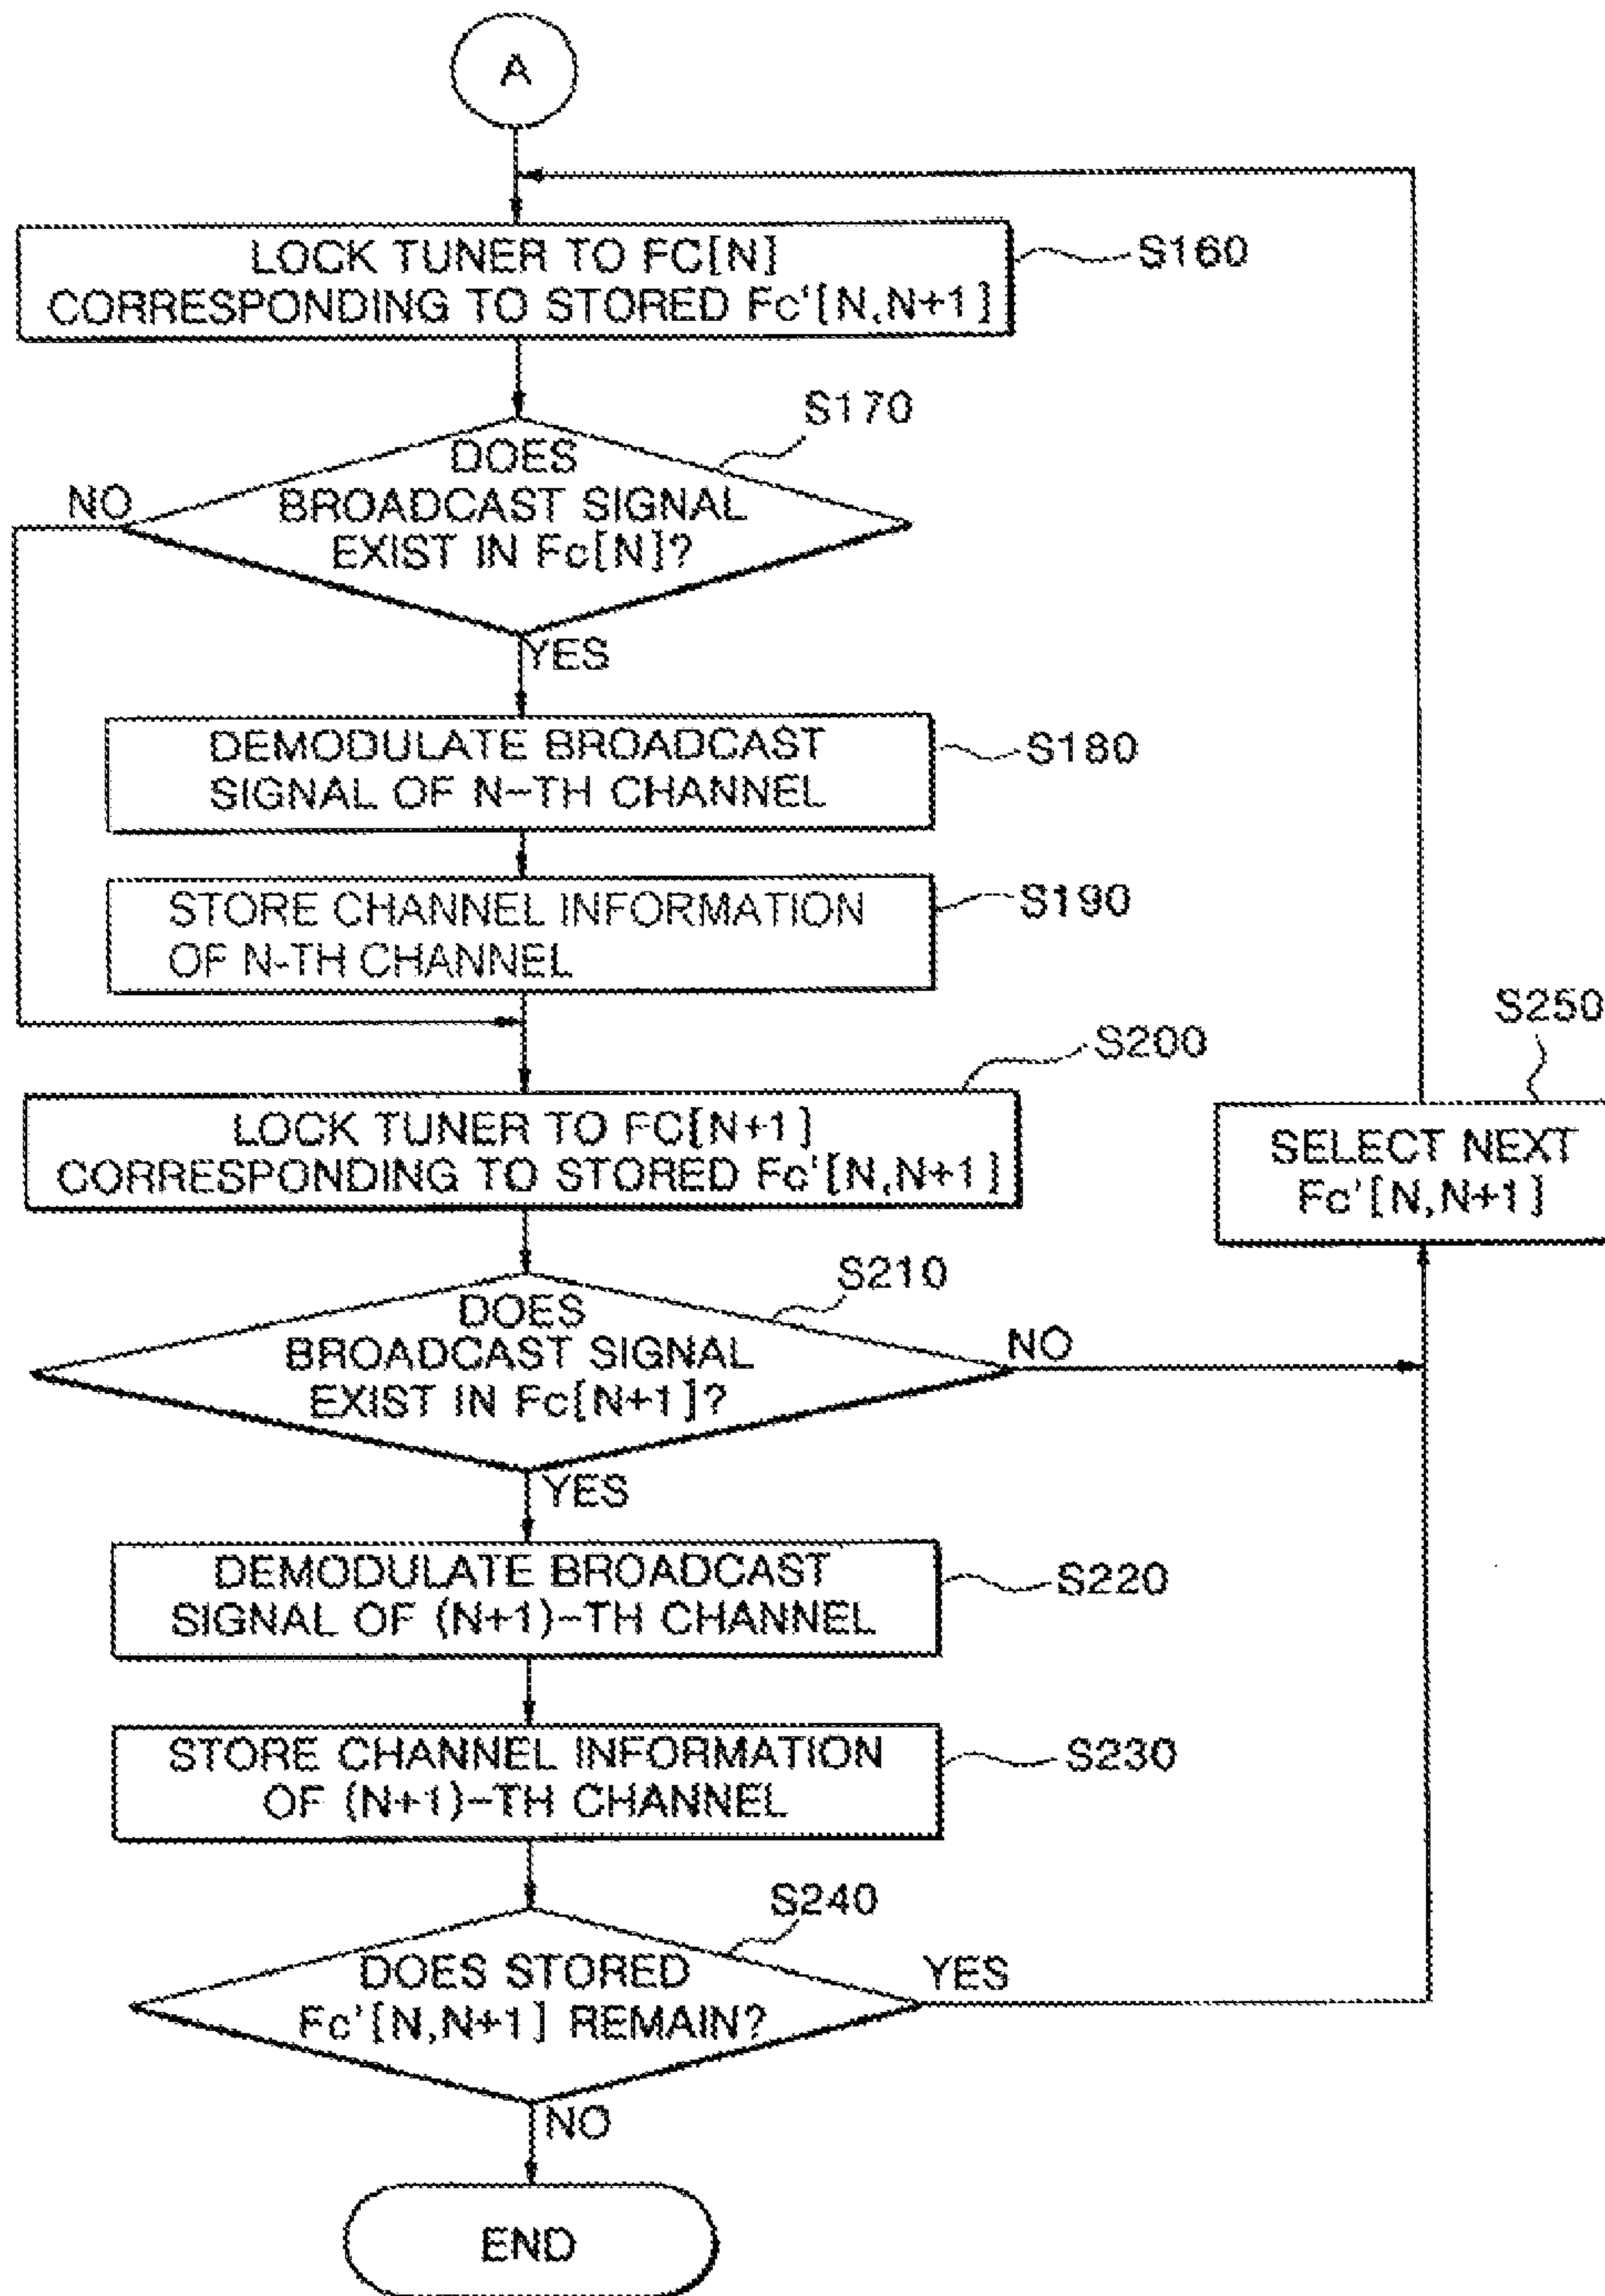 A
LOCK TUNER TO FC[N]
CORRESPONDING TO STORED Fc'[N,N+1]
S160
S170
DOES
BROADCAST SIGNAL
EXIST IN Fc[N]?
NO
YES
DEMODULATE BROADCAST
SIGNAL OF N-TH CHANNEL
S180
STORE CHANNEL INFORMATION
OF N-TH CHANNEL
S190
S200
LOCK TUNER TO FC[N+1]
CORRESPONDING TO STORED Fc'[N,N+1]
S250
SELECT NEXT
Fc'[N,N+1]
S210
DOES
BROADCAST SIGNAL
EXIST IN Fc[N+1]?
NO
YES
DEMODULATE BROADCAST
SIGNAL OF (N+1)-TH CHANNEL
S220
STORE CHANNEL INFORMATION
OF (N+1)-TH CHANNEL
S230
S240
DOES STORED
Fc'[N,N+1] REMAIN?
YES
NO
END